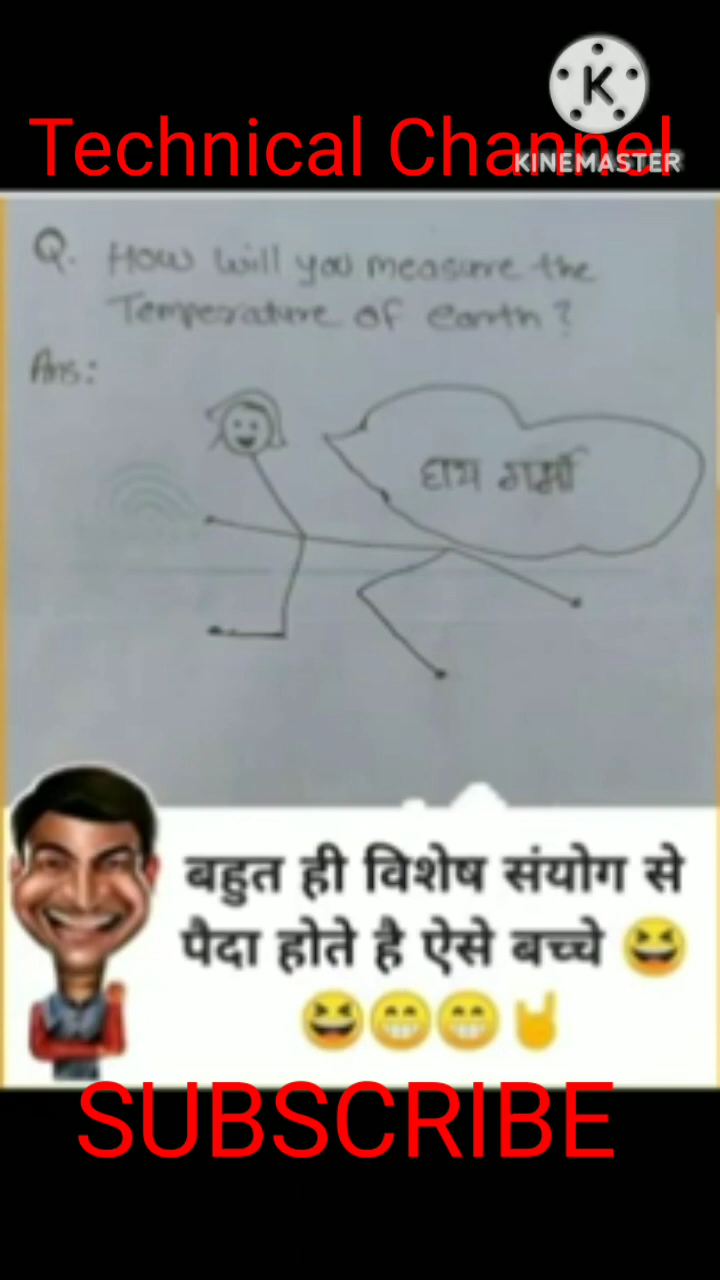 Technical Channel
KINEMASTER
Q. How will you measure the
Temperature of earth?
Ans:
हाय गर्मी
बहुत ही विशेष संयोग से
पैदा होते है ऐसे बच्चे 😆
😆😁😁🤘
SUBSCRIBE